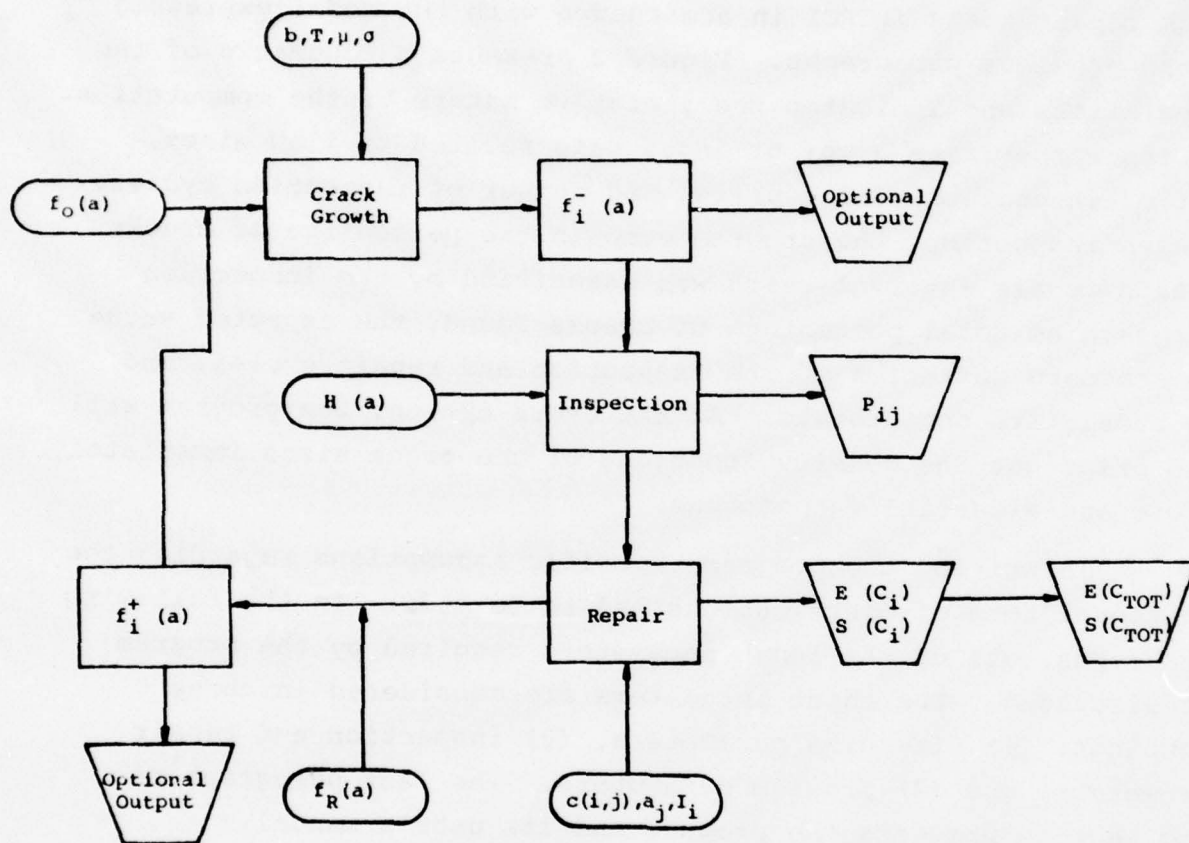 b,T,μ,σ
f_O(a)
Crack
Growth
f_i^- (a)
Optional
Output
H (a)
Inspection
P_ij
f_i^+ (a)
Repair
E (C_i)
S (C_i)
E(C_TOT)
S(C_TOT)
Optional
Output
f_R(a)
c(i,j),a_j,I_i